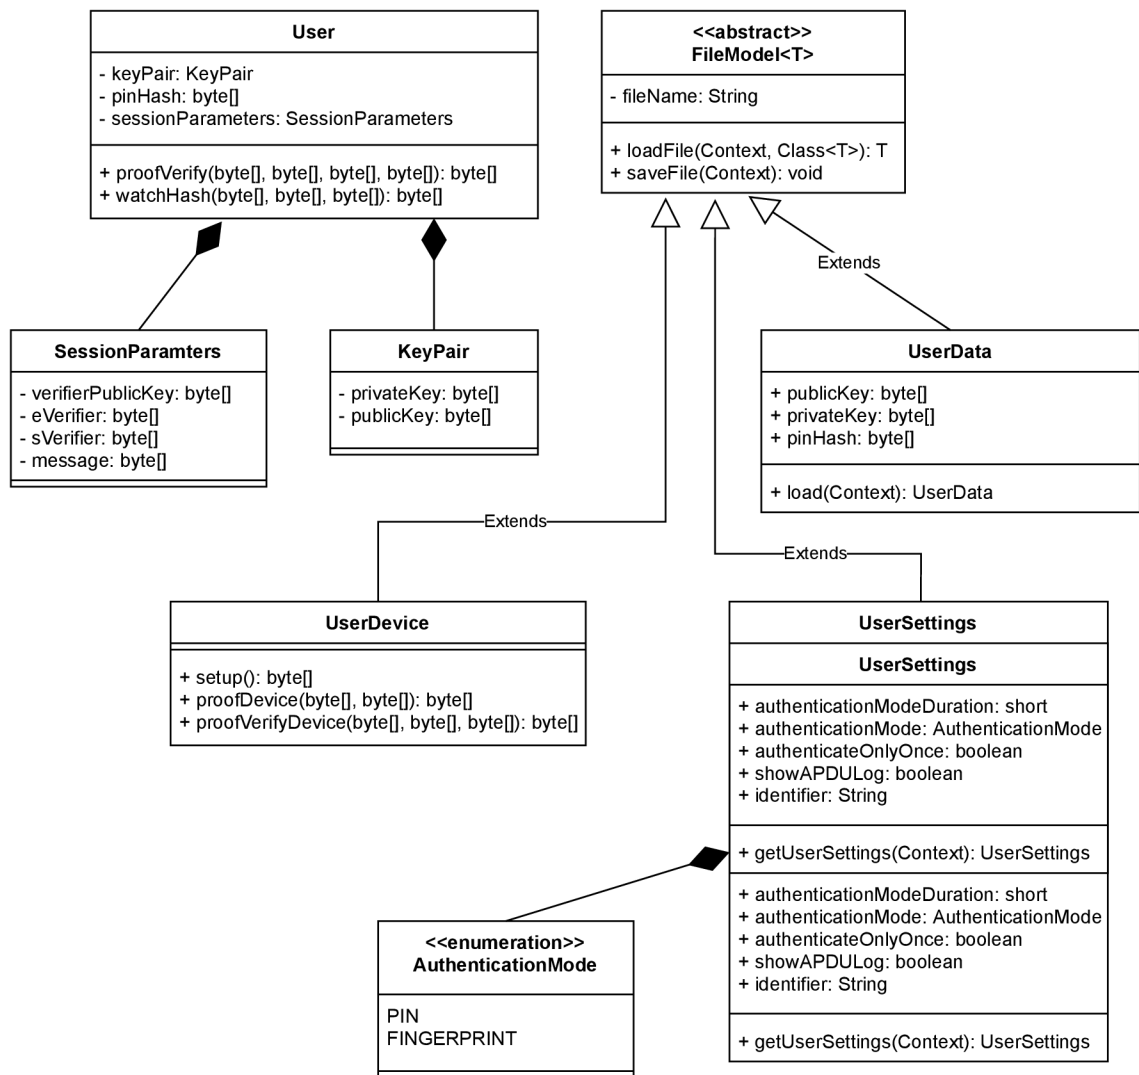 User
- keyPair: KeyPair
- pinHash: byte[]
- sessionParameters: SessionParameters
+ proofVerify(byte[], byte[], byte[], byte[]): byte[]
+ watchHash(byte[], byte[], byte[]): byte[]
<<abstract>>
FileModel<T>
- fileName: String
+ loadFile(Context, Class<T>): T
+ saveFile(Context): void
Extends
SessionParamters
- verifierPublicKey: byte[]
- eVerifier: byte[]
- sVerifier: byte[]
- message: byte[]
KeyPair
- privateKey: byte[]
- publicKey: byte[]
UserData
+ publicKey: byte[]
+ privateKey: byte[]
+ pinHash: byte[]
+ load(Context): UserData
Extends
Extends
UserDevice
+ setup(): byte[]
+ proofDevice(byte[], byte[]): byte[]
+ proofVerifyDevice(byte[], byte[], byte[]): byte[]
UserSettings
UserSettings
+ authenticationModeDuration: short
+ authenticationMode: AuthenticationMode
+ authenticateOnlyOnce: boolean
+ showAPDULog: boolean
+ identifier: String
+ getUserSettings(Context): UserSettings
+ authenticationModeDuration: short
+ authenticationMode: AuthenticationMode
+ authenticateOnlyOnce: boolean
+ showAPDULog: boolean
+ identifier: String
+ getUserSettings(Context): UserSettings
<<enumeration>>
AuthenticationMode
PIN
FINGERPRINT